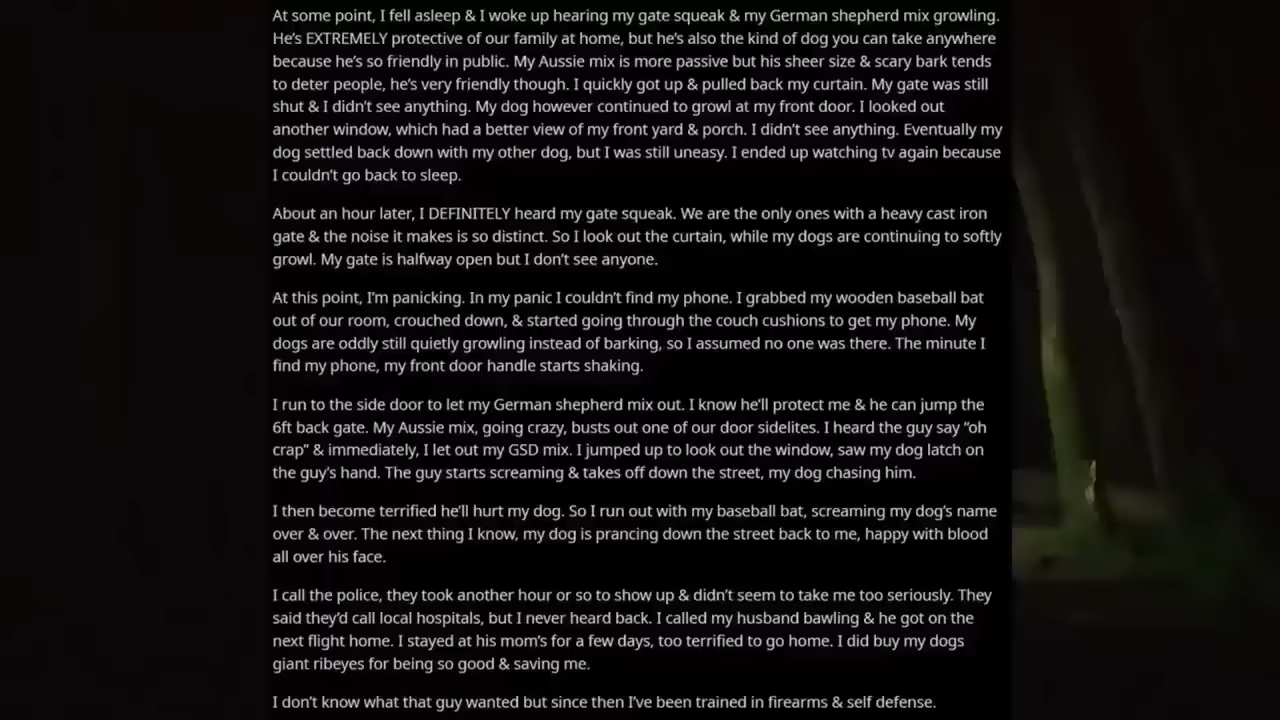 At some point, I fell asleep & I woke up hearing my gate squeak & my German shepherd mix growling.
He's EXTREMELY protective of our family at home, but he's also the kind of dog you can take anywhere
because he's so friendly in public. My Aussie mix is more passive but his sheer size & scary bark tends
to deter people, he's very friendly though. I quickly got up & pulled back my curtain. My gate was still
shut & I didn't see anything. My dog however continued to growl at my front door. I looked out
another window, which had a better view of my front yard & porch. I didn't see anything. Eventually my
dog settled back down with my other dog, but I was still uneasy. I ended up watching tv again because
I couldn't go back to sleep.
About an hour later, I DEFINITELY heard my gate squeak. We are the only ones with a heavy cast iron
gate & the noise it makes is so distinct. So I look out the curtain, while my dogs are continuing to softly
growl. My gate is halfway open but I don't see anyone.
At this point, I'm panicking. In my panic I couldn't find my phone. I grabbed my wooden baseball bat
out of our room, crouched down, & started going through the couch cushions to get my phone. My
dogs are oddly still quietly growling instead of barking, so I assumed no one was there. The minute I
find my phone, my front door handle starts shaking.
I run to the side door to let my German shepherd mix out. I know he'll protect me & he can jump the
6ft back gate. My Aussie mix, going crazy, busts out one of our door sidelites. I heard the guy say "oh
crap" & immediately, I let out my GSD mix. I jumped up to look out the window, saw my dog latch on
the guy's hand. The guy starts screaming & takes off down the street, my dog chasing him.
I then become terrified he'll hurt my dog. So I run out with my baseball bat, screaming my dog's name
over & over. The next thing I know, my dog is prancing down the street back to me, happy with blood
all over his face.
I call the police, they took another hour or so to show up & didn't seem to take me too seriously. They
said they'd call local hospitals, but I never heard back. I called my husband bawling & he got on the
next flight home. I stayed at his mom's for a few days, too terrified to go home. I did buy my dogs
giant ribeyes for being so good & saving me.
I don't know what that guy wanted but since then I've been trained in firearms & self defense.